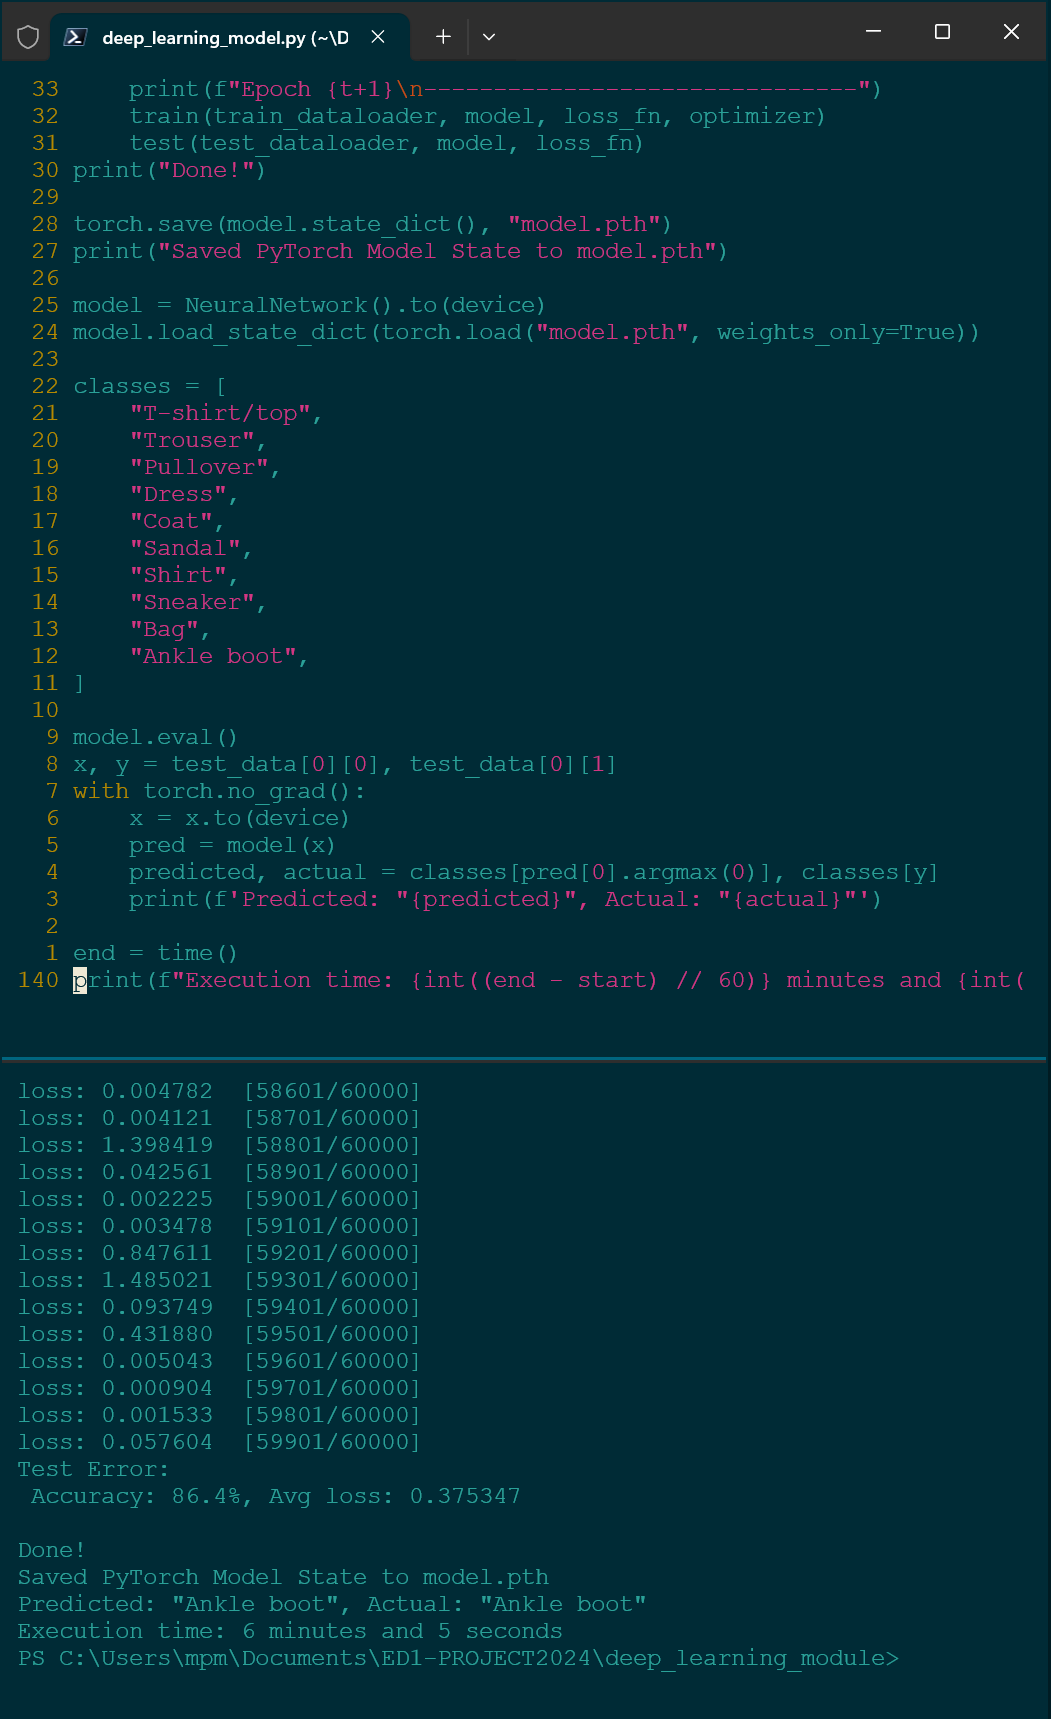 deep_learning_model.py (~\D
33     print(f"Epoch {t+1}\n-------------------------------")
32     train(train_dataloader, model, loss_fn, optimizer)
31     test(test_dataloader, model, loss_fn)
30 print("Done!")
29
28 torch.save(model.state_dict(), "model.pth")
27 print("Saved PyTorch Model State to model.pth")
26
25 model = NeuralNetwork().to(device)
24 model.load_state_dict(torch.load("model.pth", weights_only=True))
23
22 classes = [
21     "T-shirt/top",
20     "Trouser",
19     "Pullover",
18     "Dress",
17     "Coat",
16     "Sandal",
15     "Shirt",
14     "Sneaker",
13     "Bag",
12     "Ankle boot",
11 ]
10
9 model.eval()
8 x, y = test_data[0][0], test_data[0][1]
7 with torch.no_grad():
6     x = x.to(device)
5     pred = model(x)
4     predicted, actual = classes[pred[0].argmax(0)], classes[y]
3     print(f'Predicted: "{predicted}", Actual: "{actual}"')
2
1 end = time()
140 print(f"Execution time: {int((end - start) // 60)} minutes and {int(
loss: 0.004782  [58601/60000]
loss: 0.004121  [58701/60000]
loss: 1.398419  [58801/60000]
loss: 0.042561  [58901/60000]
loss: 0.002225  [59001/60000]
loss: 0.003478  [59101/60000]
loss: 0.847611  [59201/60000]
loss: 1.485021  [59301/60000]
loss: 0.093749  [59401/60000]
loss: 0.431880  [59501/60000]
loss: 0.005043  [59601/60000]
loss: 0.000904  [59701/60000]
loss: 0.001533  [59801/60000]
loss: 0.057604  [59901/60000]
Test Error:
 Accuracy: 86.4%, Avg loss: 0.375347
Done!
Saved PyTorch Model State to model.pth
Predicted: "Ankle boot", Actual: "Ankle boot"
Execution time: 6 minutes and 5 seconds
PS C:\Users\mpm\Documents\ED1-PROJECT2024\deep_learning_module>